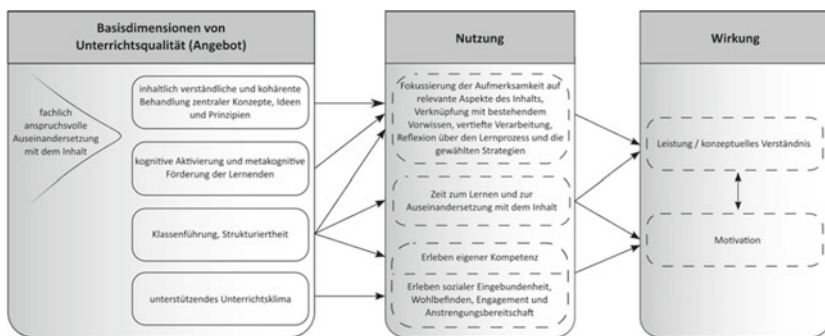 Basisdimensionen von
Unterrichtsqualität (Angebot)
fachlich
anspruchsvolle
Auseinandersetzung
mit dem Inhalt
inhaltlich verständliche und kohärente
Behandlung zentraler Konzepte, Ideen
und Prinzipien
kognitive Aktivierung und metakognitive
Förderung der Lernenden
Klassenführung, Strukturiertheit
unterstützendes Unterrichtsklima
Nutzung
Fokussierung der Aufmerksamkeit auf
relevante Aspekte des Inhalts,
Verknüpfung mit bestehendem
Vorwissen, vertiefte Verarbeitung,
Reflexion über den Lernprozess und die
gewählten Strategien
Zeit zum Lernen und zur
Auseinandersetzung mit dem Inhalt
Erleben eigener Kompetenz
Erleben sozialer Eingebundenheit,
Wohlbefinden, Engagement und
Anstrengungsbereitschaft
Wirkung
Leistung / konzeptuelles Verständnis
Motivation